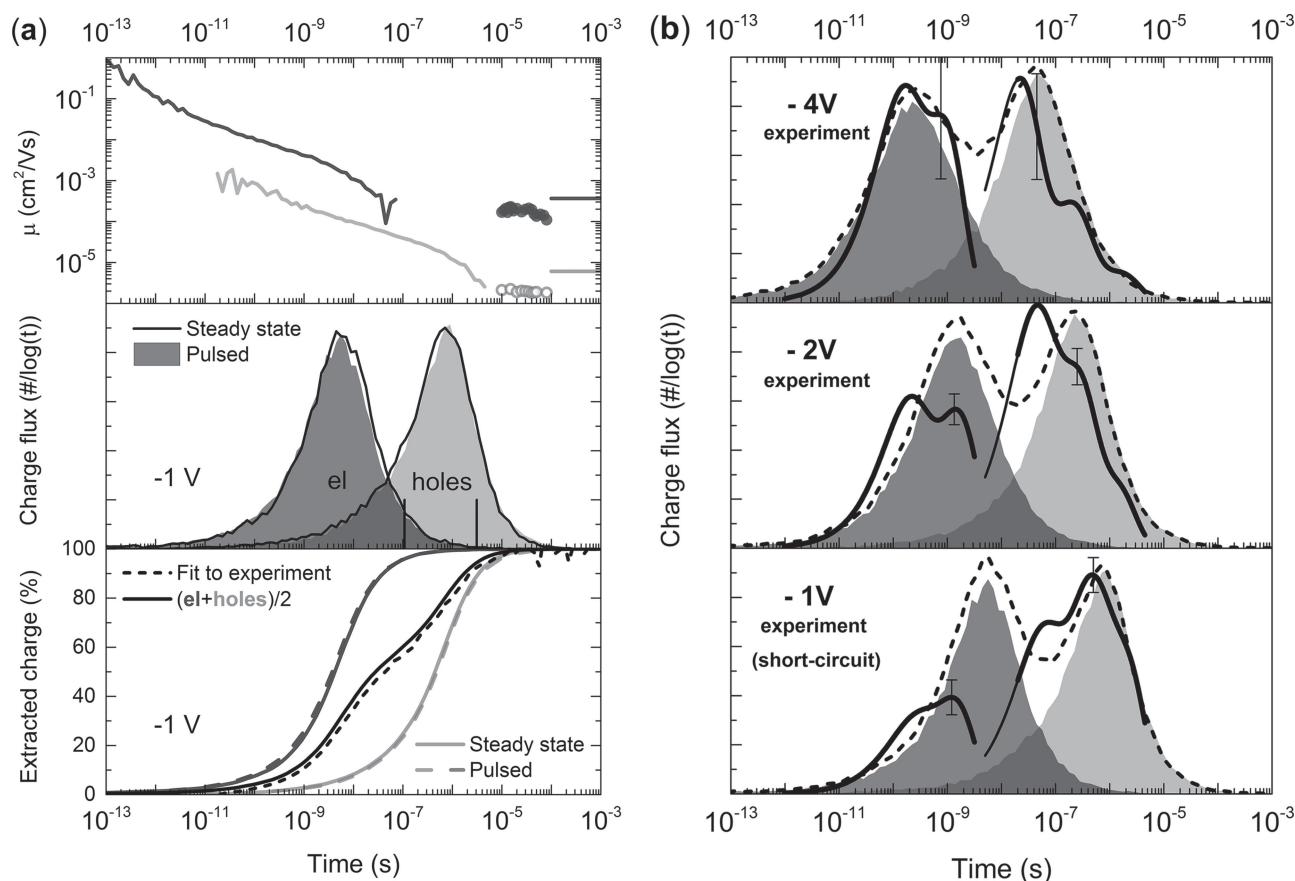 (a)
10⁻¹³ 10⁻¹¹ 10⁻⁹ 10⁻⁷ 10⁻⁵ 10⁻³
10⁻¹
10⁻³
10⁻⁵
μ (cm²/Vs)
Steady state
Pulsed
el
holes
-1 V
Charge flux (#/log(t))
100
80
60
40
20
0
Extracted charge (%)
Fit to experiment
(el+holes)/2
-1 V
Steady state
Pulsed
10⁻¹³ 10⁻¹¹ 10⁻⁹ 10⁻⁷ 10⁻⁵ 10⁻³
Time (s)
(b)
10⁻¹³ 10⁻¹¹ 10⁻⁹ 10⁻⁷ 10⁻⁵ 10⁻³
- 4V
experiment
- 2V
experiment
Charge flux (#/log(t))
- 1V
experiment
(short-circuit)
10⁻¹³ 10⁻¹¹ 10⁻⁹ 10⁻⁷ 10⁻⁵ 10⁻³
Time (s)